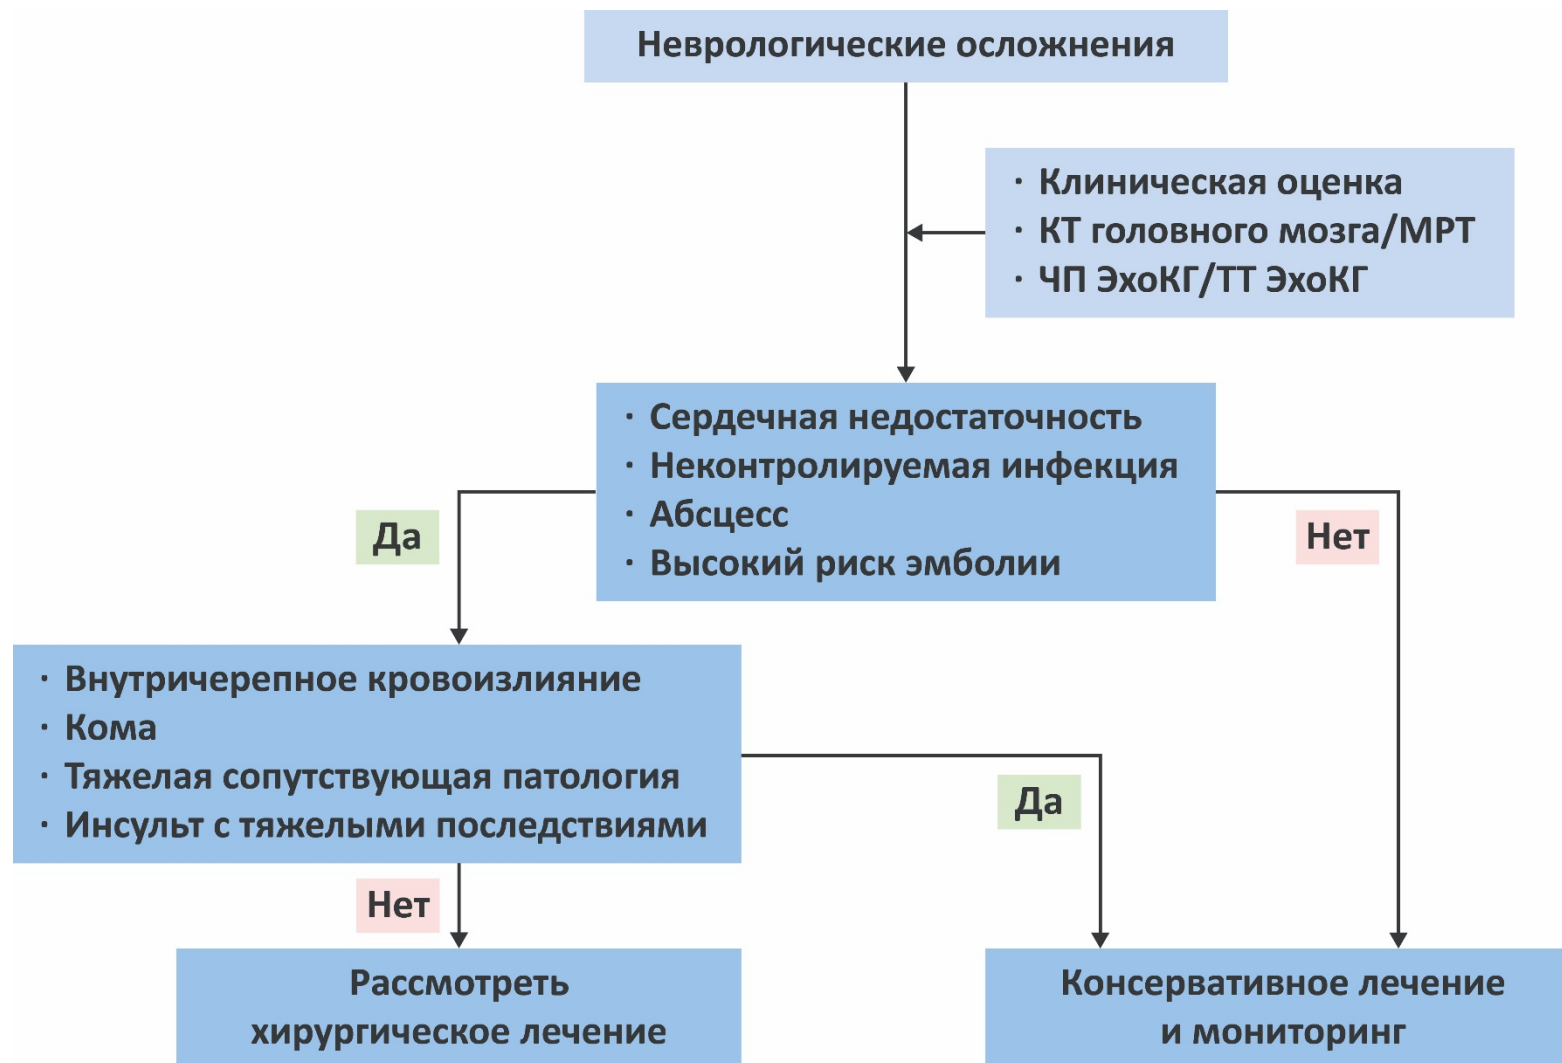 Неврологические осложнения
· Клиническая оценка
· КТ головного мозга/МРТ
· ЧП ЭхоКГ/ТТ ЭхоКГ
· Сердечная недостаточность
· Неконтролируемая инфекция
· Абсцесс
· Высокий риск эмболии
Да
Нет
· Внутричерепное кровоизлияние
· Кома
· Тяжелая сопутствующая патология
· Инсульт с тяжелыми последствиями
Да
Нет
Рассмотреть
хирургическое лечение
Консервативное лечение
и мониторинг